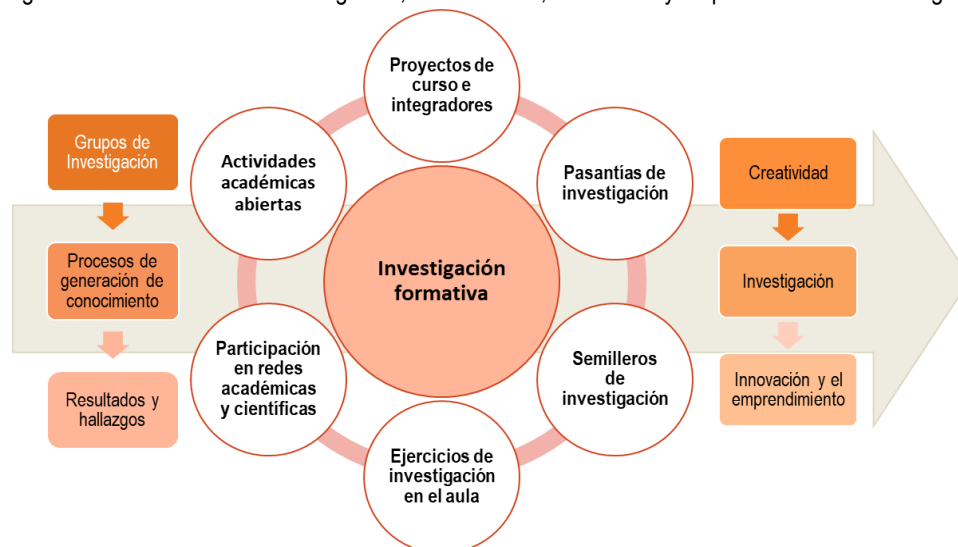 Proyectos de
curso e
integradores
Grupos de
Investigación
Procesos de
generación de
conocimiento
Resultados y
hallazgos
Actividades
académicas
abiertas
Pasantías de
investigación
Investigación
formativa
Participación
en redes
académicas
y científicas
Semilleros
de
investigación
Ejercicios de
investigación
en el aula
Creatividad
Investigación
Innovación y el
emprendimiento